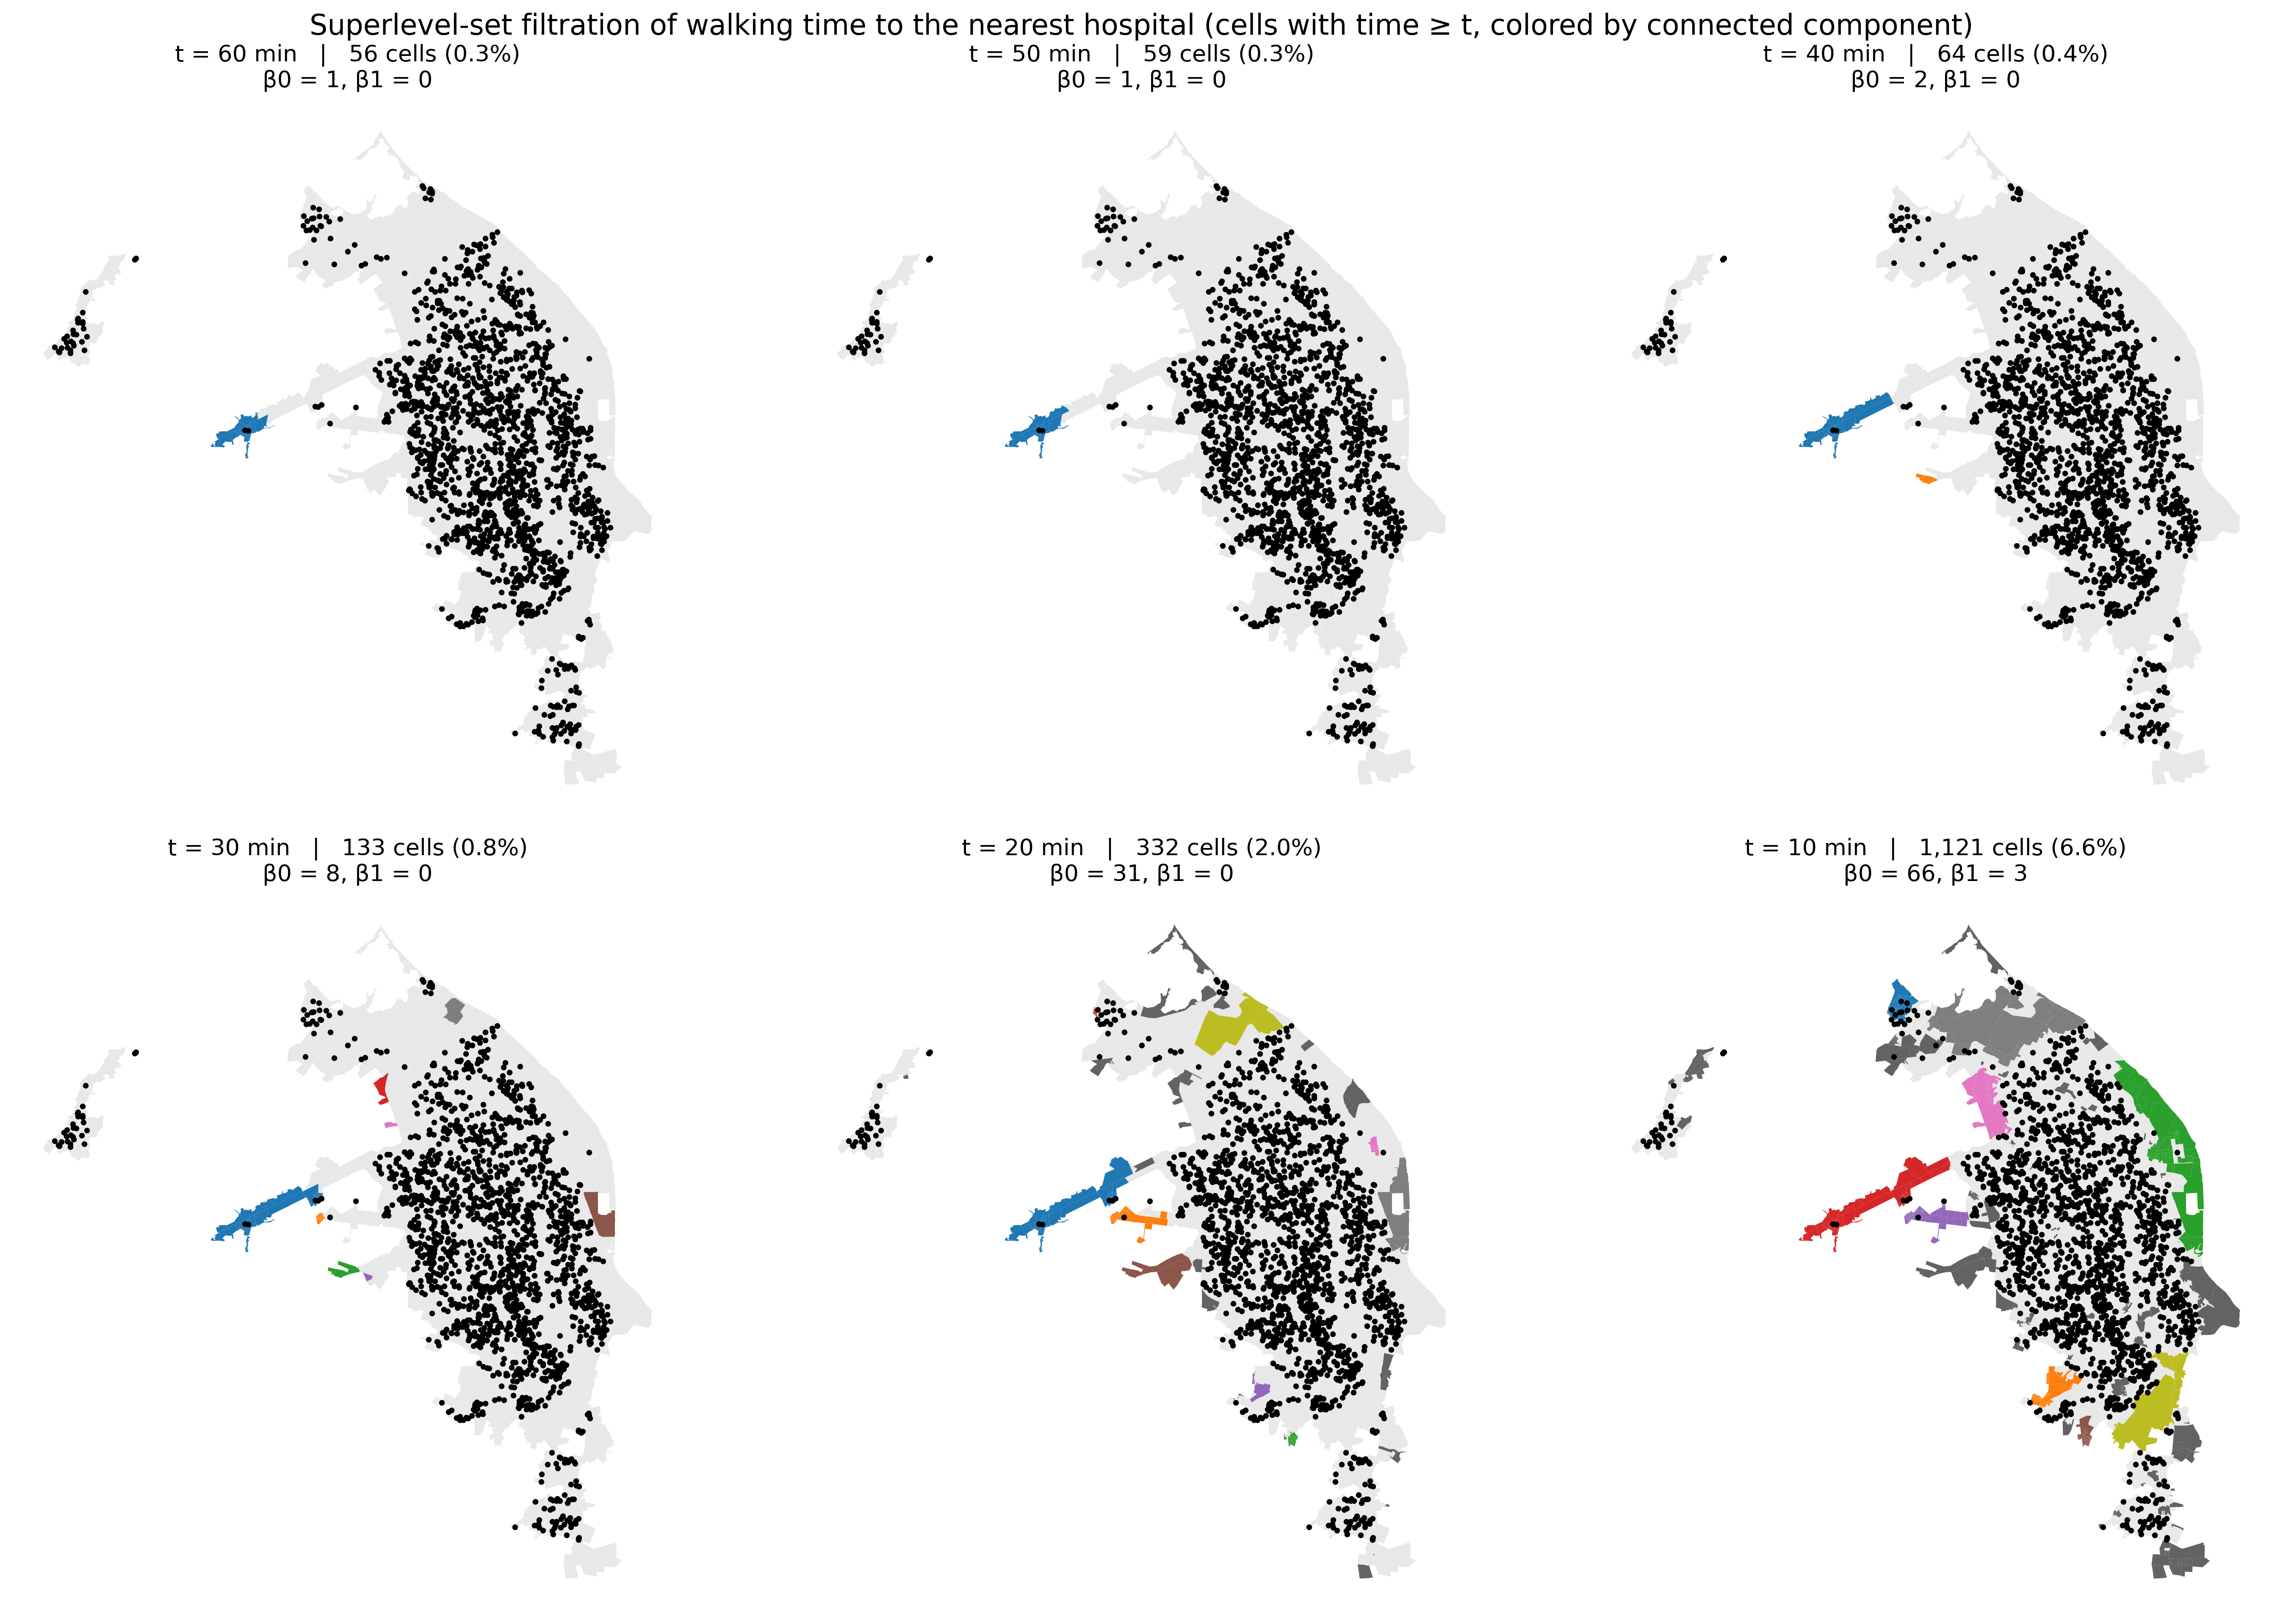 Superlevel-set filtration of walking time to the nearest hospital (cells with time ≥ t, colored by connected component)
t = 60 min | 56 cells (0.3%)
β0 = 1, β1 = 0
t = 50 min | 59 cells (0.3%)
β0 = 1, β1 = 0
t = 40 min | 64 cells (0.4%)
β0 = 2, β1 = 0
t = 30 min | 133 cells (0.8%)
β0 = 8, β1 = 0
t = 20 min | 332 cells (2.0%)
β0 = 31, β1 = 0
t = 10 min | 1,121 cells (6.6%)
β0 = 66, β1 = 3